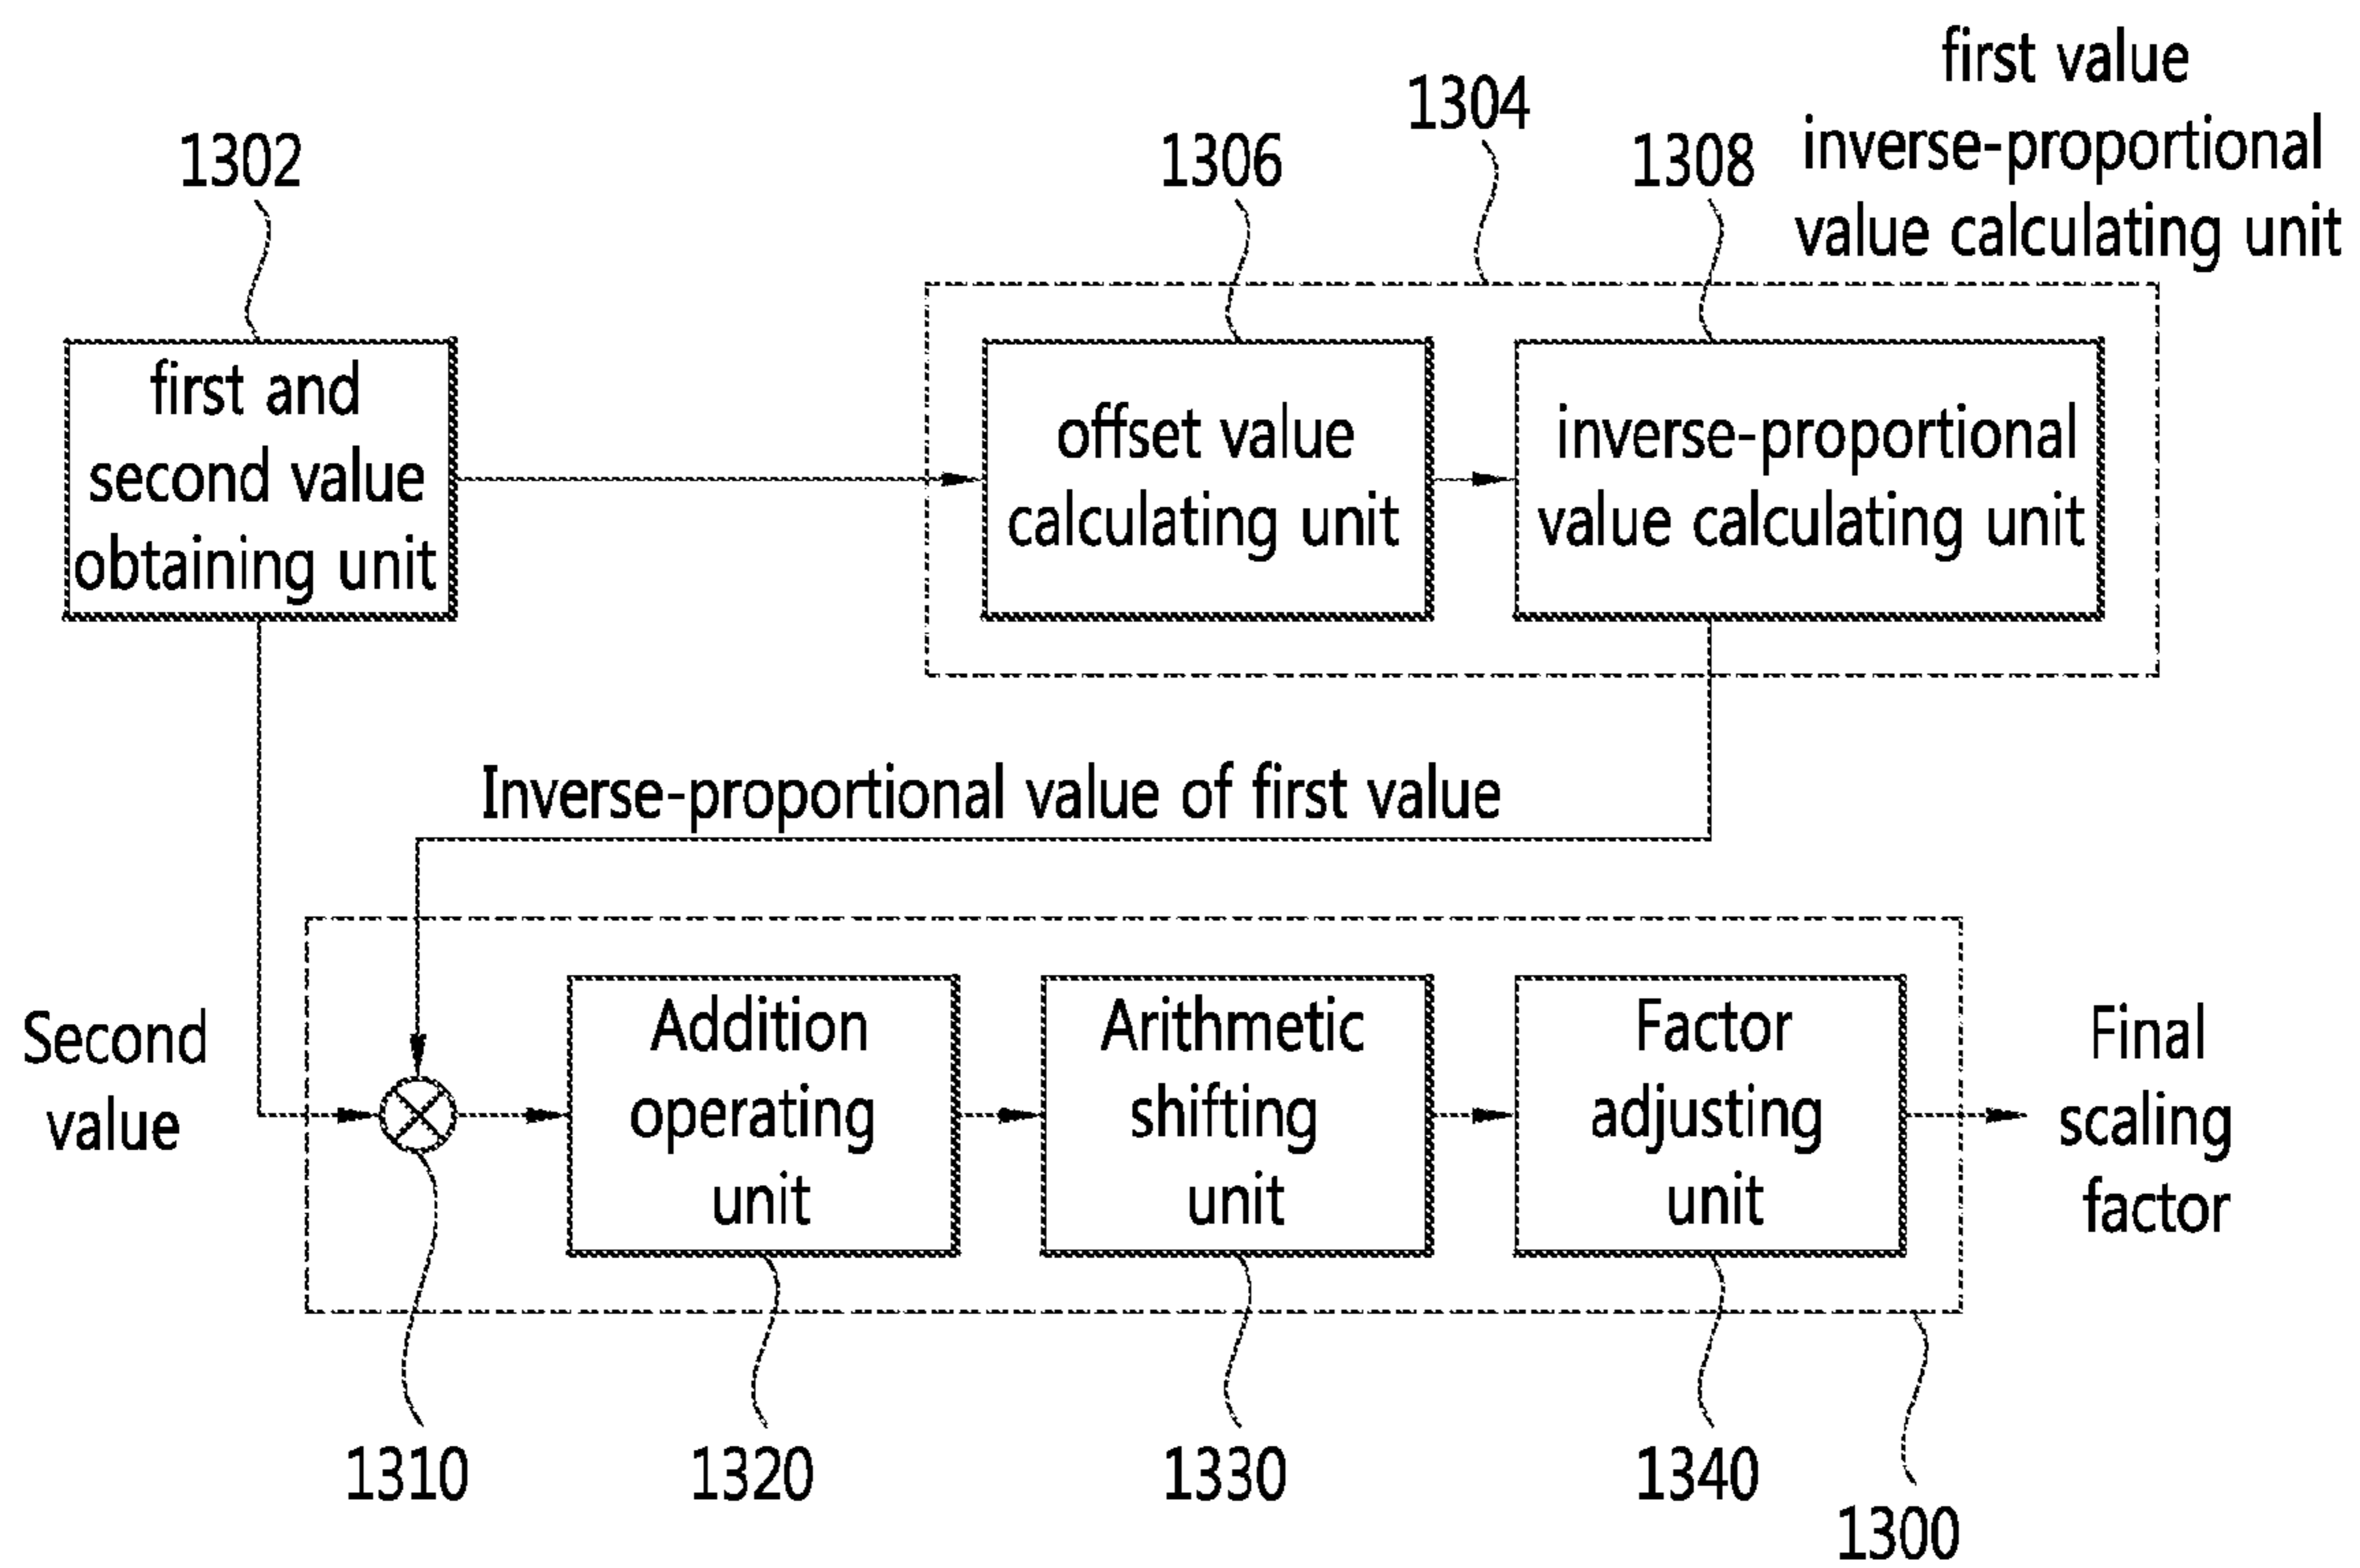 first value
inverse-proportional
value calculating unit
1304
1302
1306
1308
first and
second value
obtaining unit
offset value
calculating unit
inverse-proportional
value calculating unit
Inverse-proportional value of first value
Second
value
Addition
operating
unit
Arithmetic
shifting
unit
Factor
adjusting
unit
Final
scaling
factor
1310
1320
1330
1340
1300